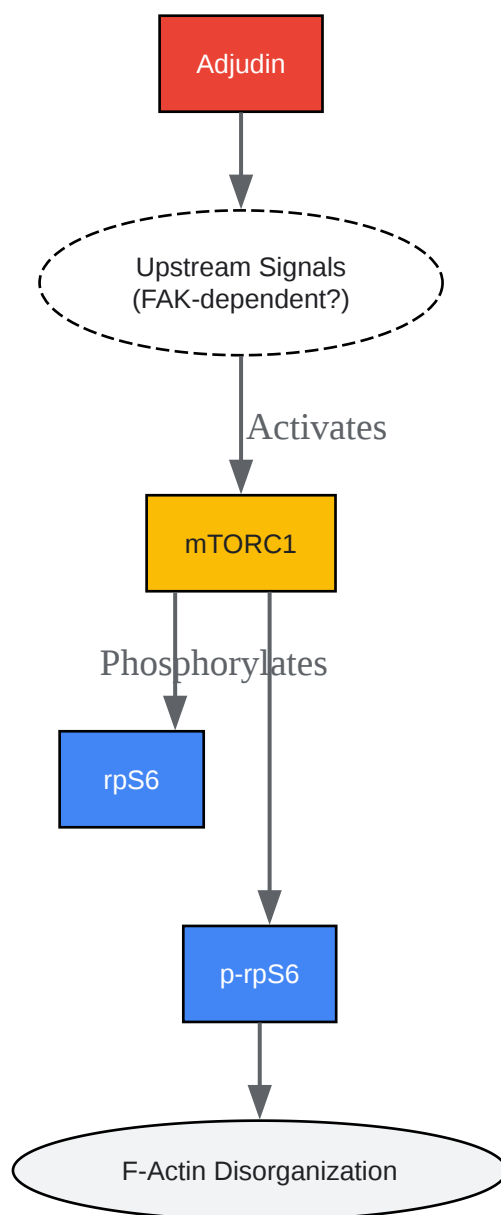 Adjudin
Upstream Signals
(FAK-dependent?)
Activates
mTORC1
Phosphorylates
rpS6
p-rpS6
F-Actin Disorganization